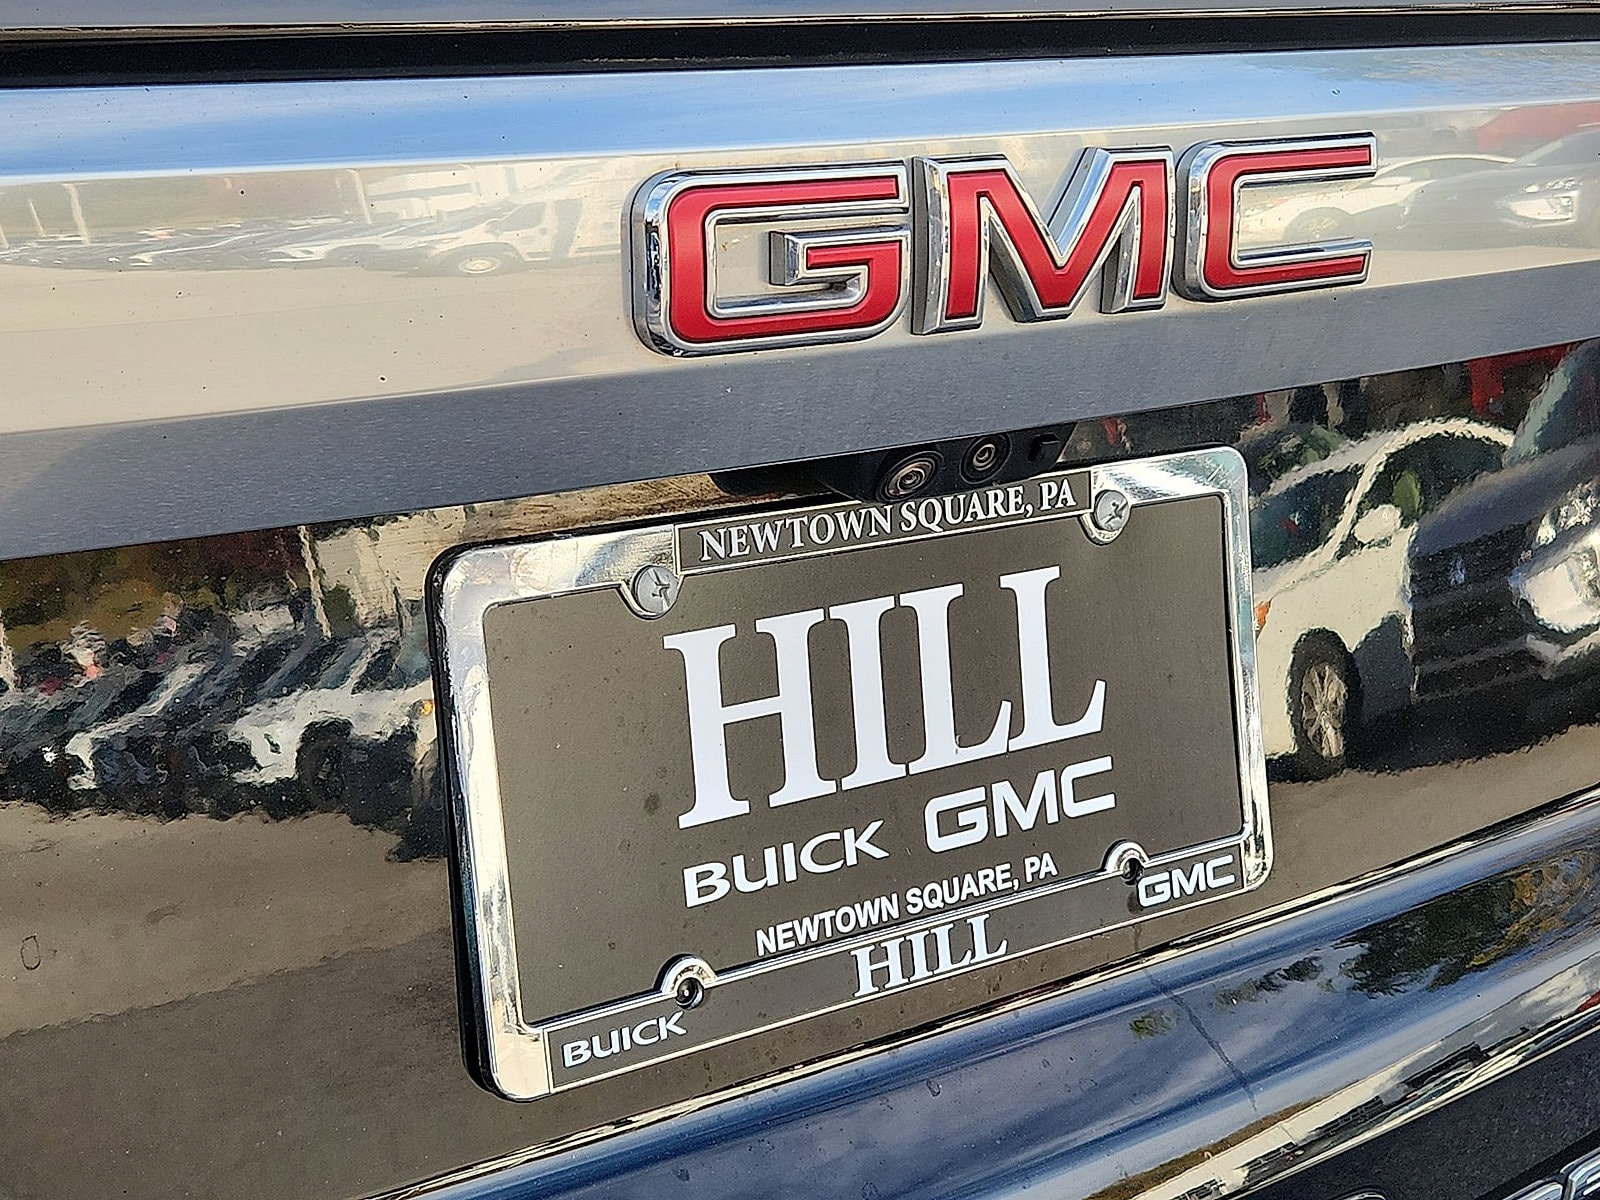 GMC
NEWTOWN SQUARE, PA
HILL
BUICK GMC
NEWTOWN SQUARE, PA
HILL
BUICK
GMC